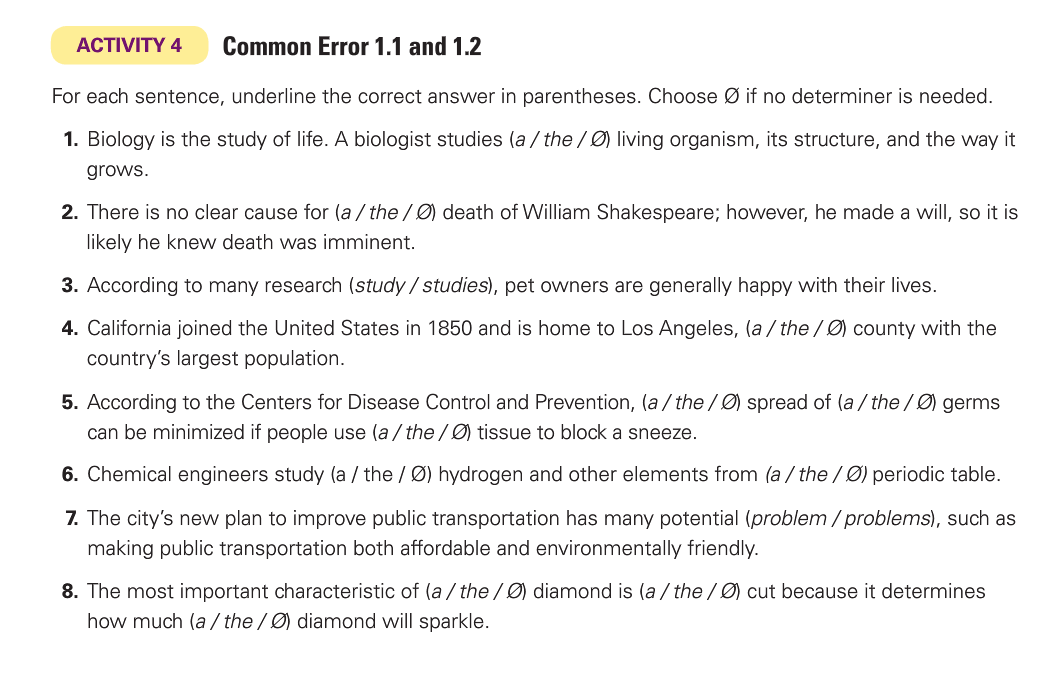 ACTIVITY 4 Common Error 1.1 and 1.2
For each sentence, underline the correct answer in parentheses. Choose Ø if no determiner is needed.
1. Biology is the study of life. A biologist studies (a / the / Ø) living organism, its structure, and the way it
grows.
2. There is no clear cause for (a / the / Ø) death of William Shakespeare; however, he made a will, so it is
likely he knew death was imminent.
3. According to many research (study / studies), pet owners are generally happy with their lives.
4. California joined the United States in 1850 and is home to Los Angeles, (a / the / Ø) county with the
country's largest population.
5. According to the Centers for Disease Control and Prevention, (a / the / Ø) spread of (a / the / Ø) germs
can be minimized if people use (a / the / Ø) tissue to block a sneeze.
6. Chemical engineers study (a / the / Ø) hydrogen and other elements from (a / the / Ø) periodic table.
7. The city's new plan to improve public transportation has many potential (problem / problems), such as
making public transportation both affordable and environmentally friendly.
8. The most important characteristic of (a / the / Ø) diamond is (a / the / Ø) cut because it determines
how much (a / the / Ø) diamond will sparkle.